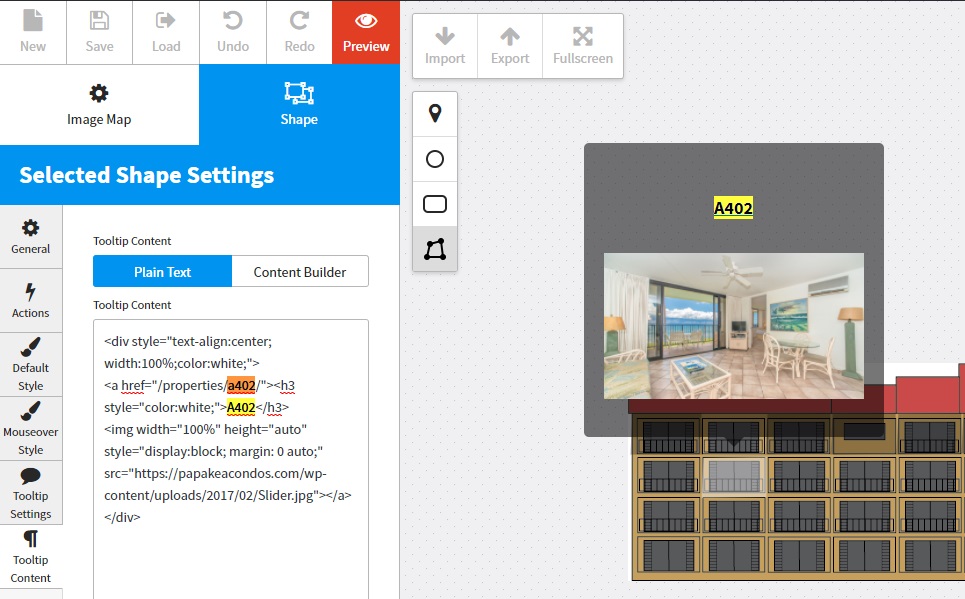 New
Save
Load
Undo
Redo
Preview
Import
Export
Fullscreen
Image Map
Shape
Selected Shape Settings
General
Actions
Default
Style
Mouseover
Style
Tooltip
Settings
Tooltip
Content
Tooltip Content
Plain Text
Content Builder
Tooltip Content
<div style="text-align:center;
width:100%;color:white;">
<a href="/properties/a402/"><h3
style="color:white;">A402</h3>
<img width="100%" height="auto"
style="display:block; margin: 0 auto;"
src="https://papakeacondos.com/wp-
content/uploads/2017/02/Slider.jpg"></a>
</div>
A402